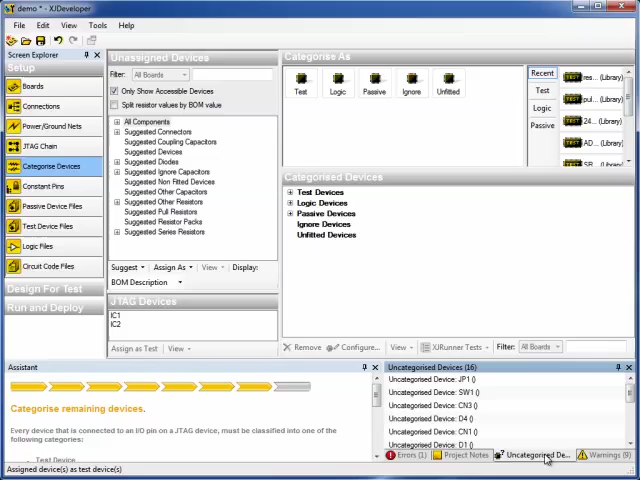 demo * - XJDeveloper
File Edit View Tools Help
Screen Explorer
Setup
Boards
Connections
Power/Ground Nets
JTAG Chain
Categorise Devices
Constant Pins
Passive Device Files
Test Device Files
Logic Files
Circuit Code Files
Design For Test
Run and Deploy
Unassigned Devices
Filter: All Boards
Only Show Accessible Devices
Split resistor values by BOM value
All Components
Suggested Connectors
Suggested Coupling Capacitors
Suggested Devices
Suggested Diodes
Suggested Ignore Capacitors
Suggested Non Fitted Devices
Suggested Other Capacitors
Suggested Other Resistors
Suggested Pull Resistors
Suggested Resistor Packs
Suggested Series Resistors
Suggest Assign As View Display:
BOM Description
JTAG Devices
IC1
IC2
Assign as Test View
Categorise As
Test Logic Passive Ignore Unfitted
Recent
Test
Logic
Passive
res... (Library)
pul... (Library)
24... (Library)
AD... (Library)
SR... (Library)
Categorised Devices
Test Devices
Logic Devices
Passive Devices
Ignore Devices
Unfitted Devices
Remove Configure... View XJRunner Tests Filter: All Boards
Assistant
Categorise remaining devices.
Every device that is connected to an I/O pin on a JTAG device, must be classified into one of the
following categories:
Test Device
Uncategorised Devices (16)
Uncategorised Device: JP1 ()
Uncategorised Device: SW1 ()
Uncategorised Device: CN3 ()
Uncategorised Device: D4 ()
Uncategorised Device: CN1 ()
Uncategorised Device: D1 ()
Errors (1) Project Notes Uncategorised De... Warnings (9)
Assigned device(s) as test device(s)